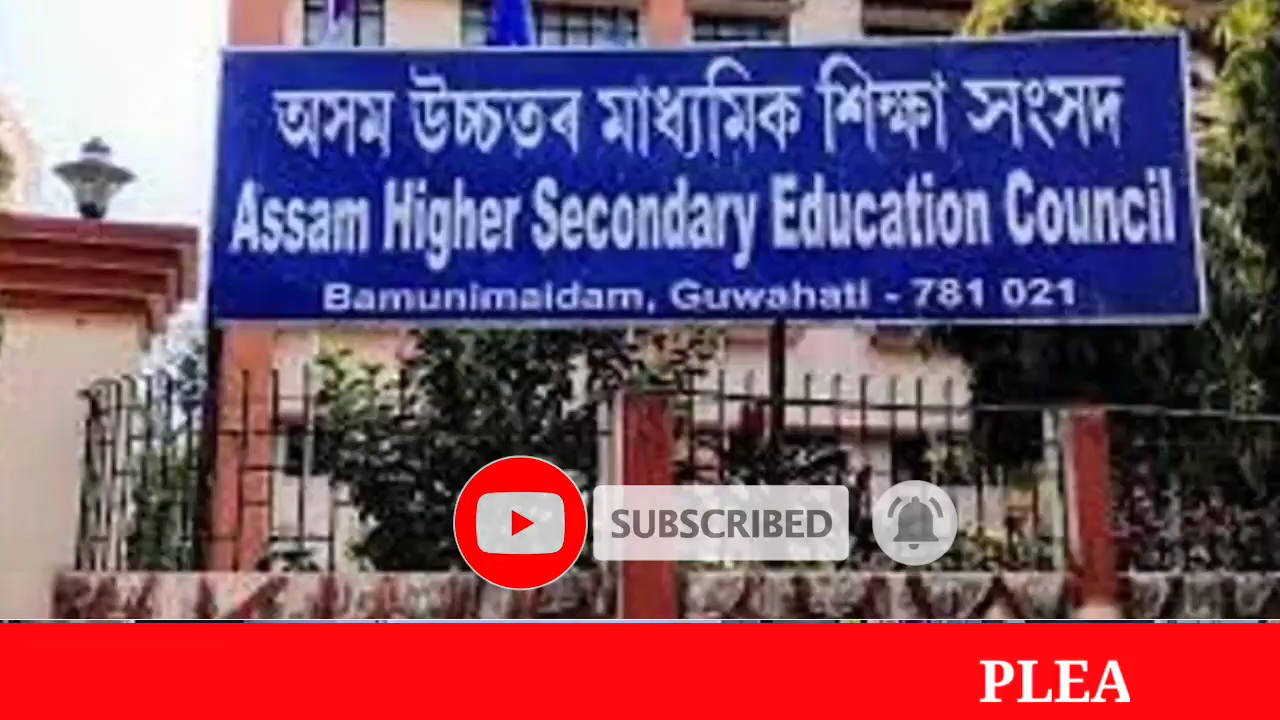 অসম উচ্চতৰ মাধ্যমিক শিক্ষা সংসদ
Assam Higher Secondary Education Council
Bamunimaidam, Guwahati - 781 021
SUBSCRIBED
PLEA